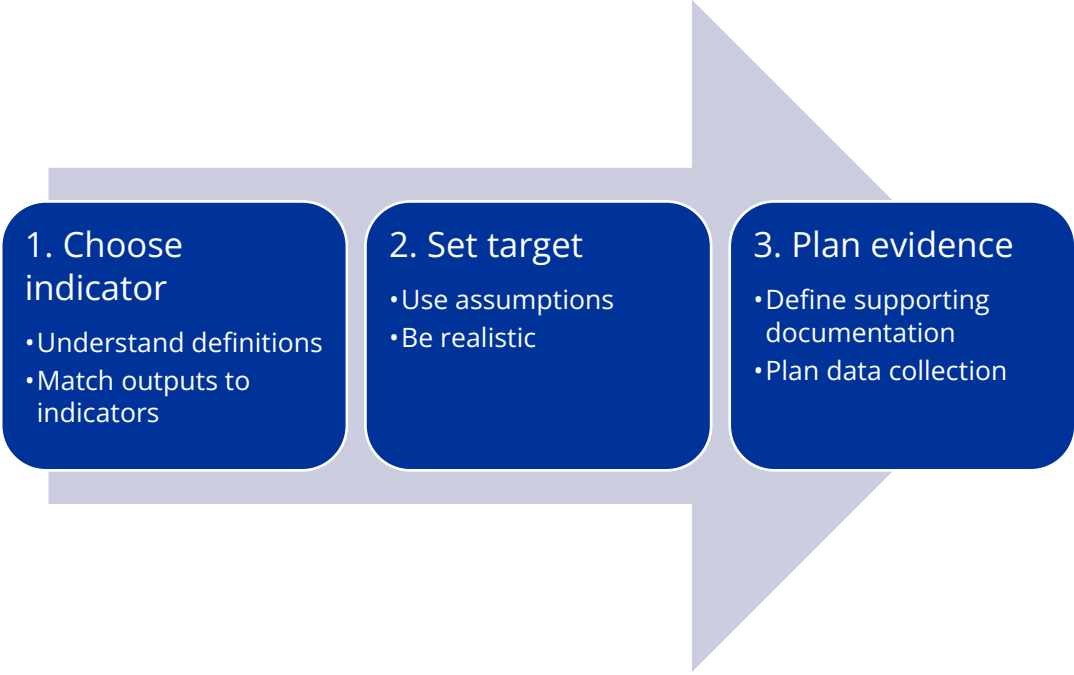 1. Choose
indicator
•Understand definitions
•Match outputs to
indicators
2. Set target
•Use assumptions
•Be realistic
3. Plan evidence
•Define supporting
documentation
•Plan data collection